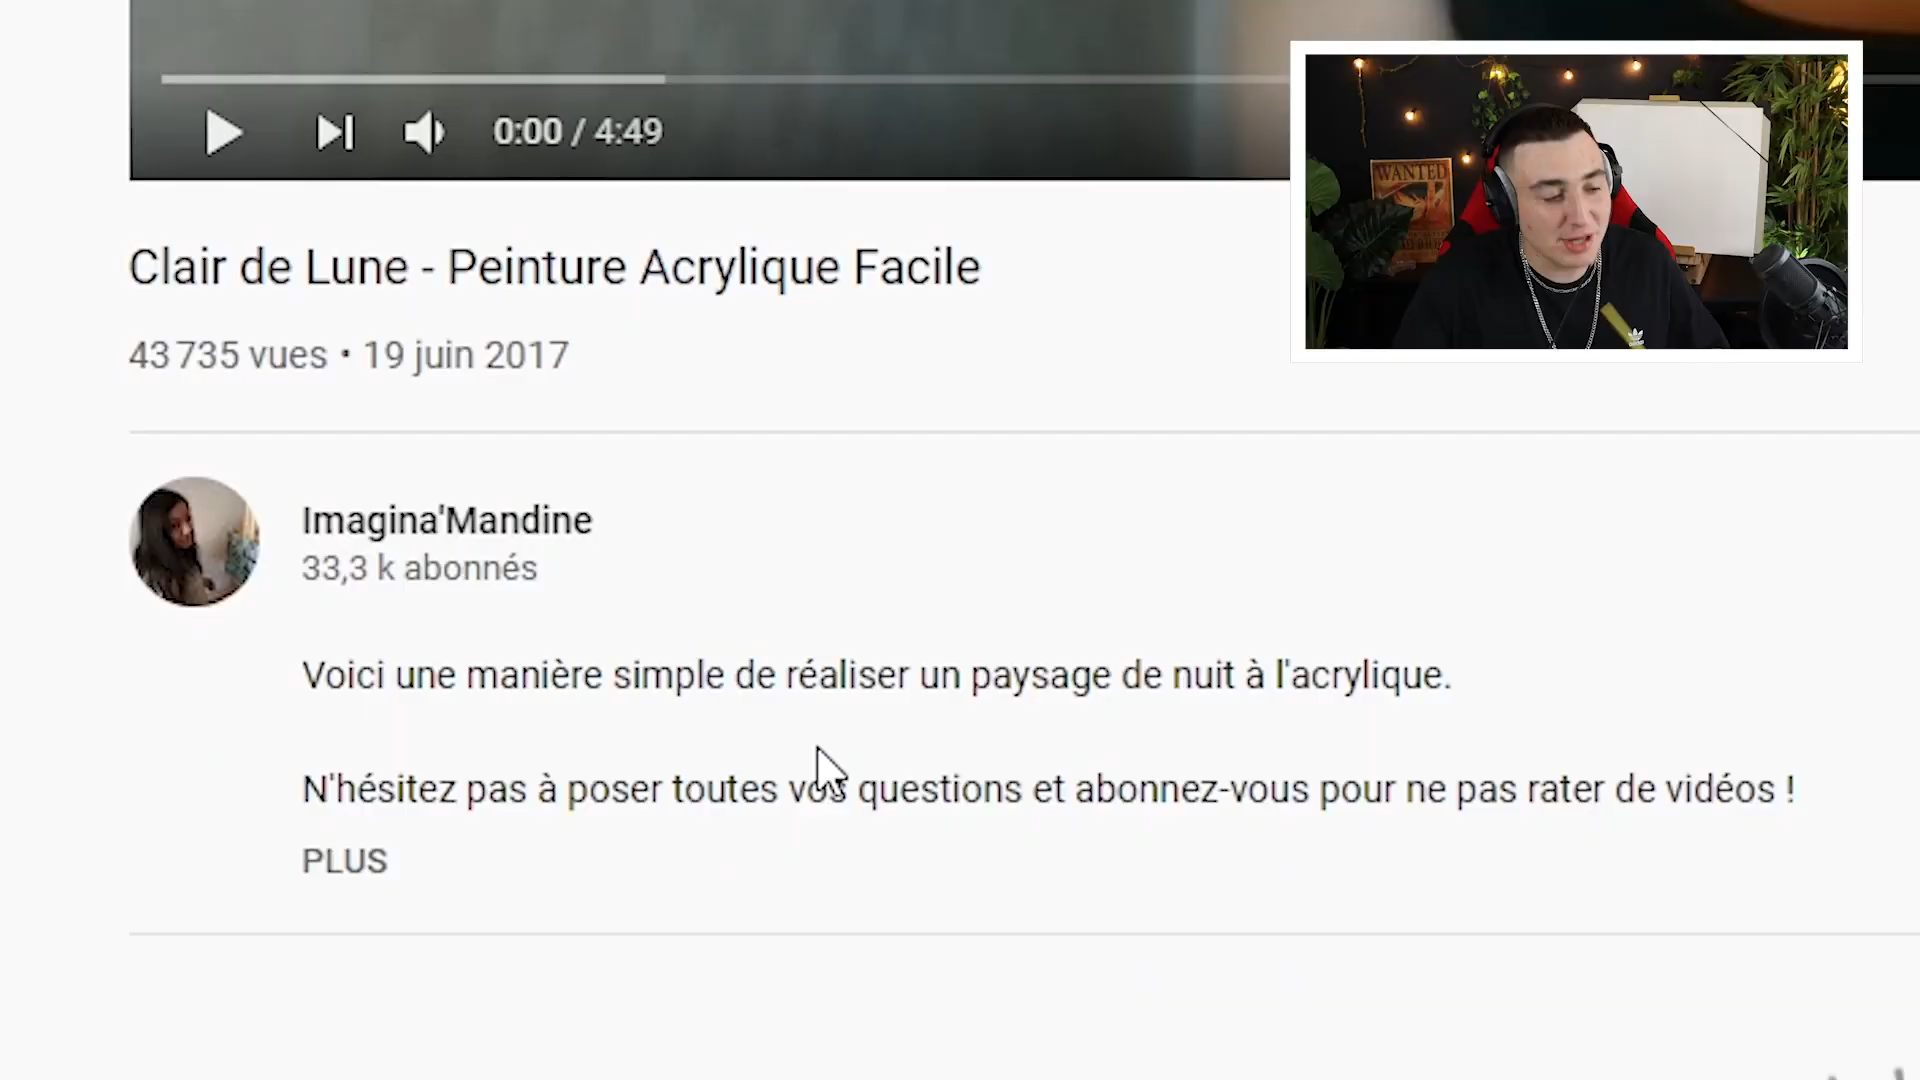 0:00 / 4:49
WANTED
Clair de Lune - Peinture Acrylique Facile
43 735 vues • 19 juin 2017
Imagina'Mandine
33,3 k abonnés
Voici une manière simple de réaliser un paysage de nuit à l'acrylique.
N'hésitez pas à poser toutes vos questions et abonnez-vous pour ne pas rater de vidéos !
PLUS